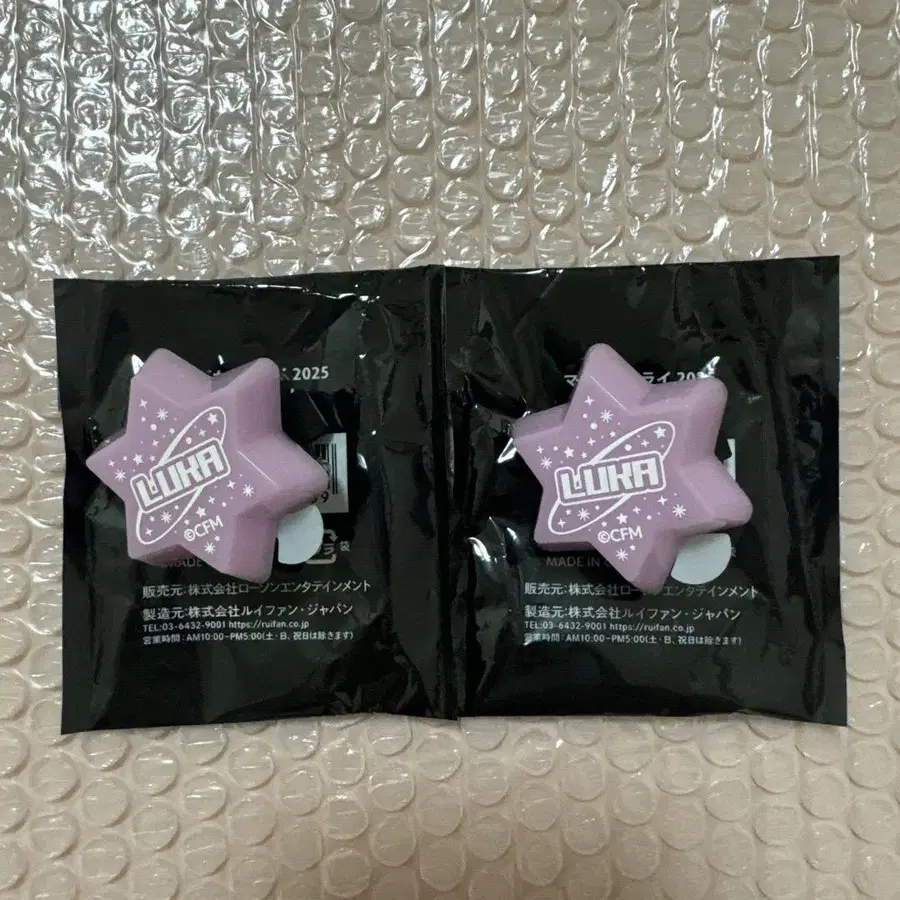 2025
LUKA
©CFM
販売元:株式会社ローソンエンタテインメント
製造元:株式会社ルイファン・ジャパン
TEL:03-6432-9001 https://ruifan.co.jp
営業時間:AM10:00~PM5:00(土・日、祝日は除きます)
ライ
LUKA
©CFM
MADE IN
販売元:株式会社ローソンエンタテインメント
製造元:株式会社ルイファン・ジャパン
TEL:03-6432-9001 https://ruifan.co.jp
営業時間:AM10:00~PM5:00(土・日、祝日は除きます)